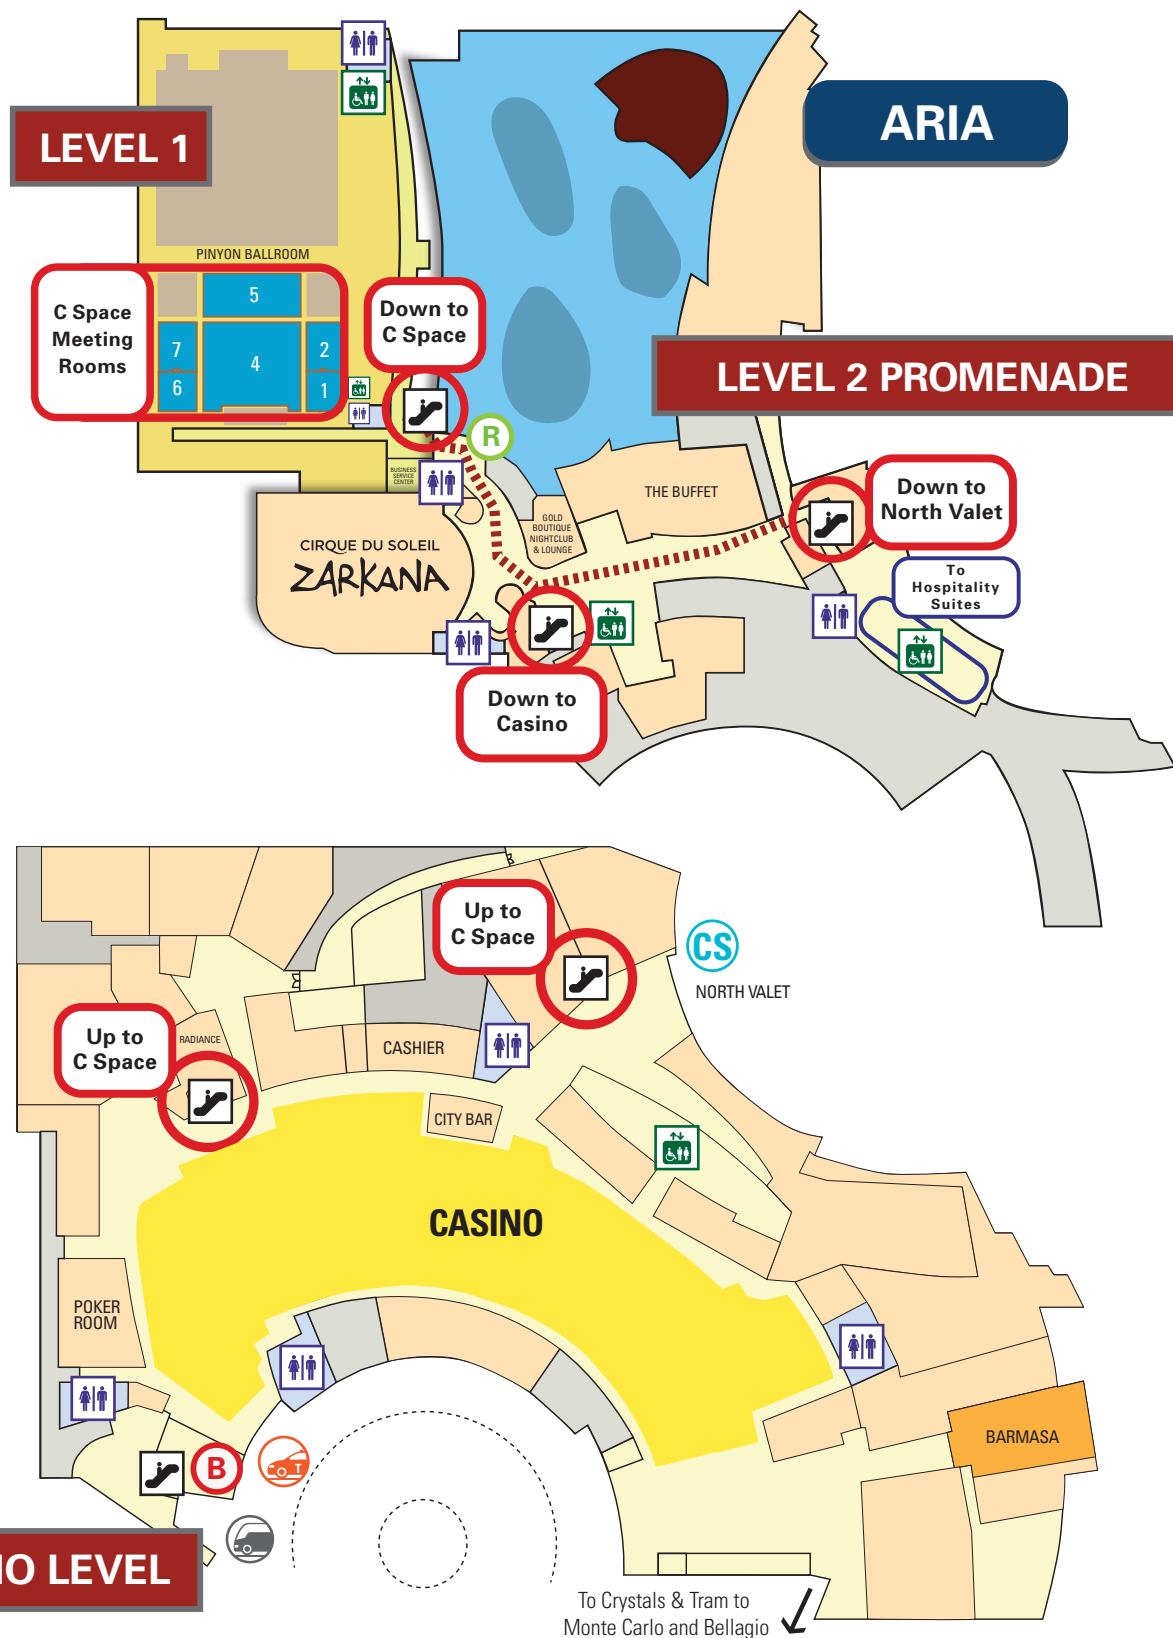 ARIA
LEVEL 1
PINYON BALLROOM
C Space
Meeting
Rooms
5
7
4
2
6
1
Down to
C Space
LEVEL 2 PROMENADE
R
BUSINESS
SERVICE
CENTER
THE BUFFET
Down to
North Valet
GOLD
BOUTIQUE
NIGHTCLUB
& LOUNGE
CIRQUE DU SOLEIL
ZARKANA
To
Hospitality
Suites
Down to
Casino
Up to
C Space
CS
NORTH VALET
Up to
C Space
RADIANCE
CASHIER
CITY BAR
CASINO
POKER
ROOM
BARMASA
B
T
IO LEVEL
To Crystals & Tram to
Monte Carlo and Bellagio